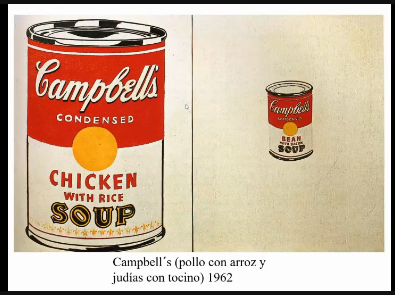 Campbell's
CONDENSED
CHICKEN
WITH RICE
SOUP
Campbell's
BEAN
WITH BACON
SOUP
Campbell´s (pollo con arroz y
judías con tocino) 1962